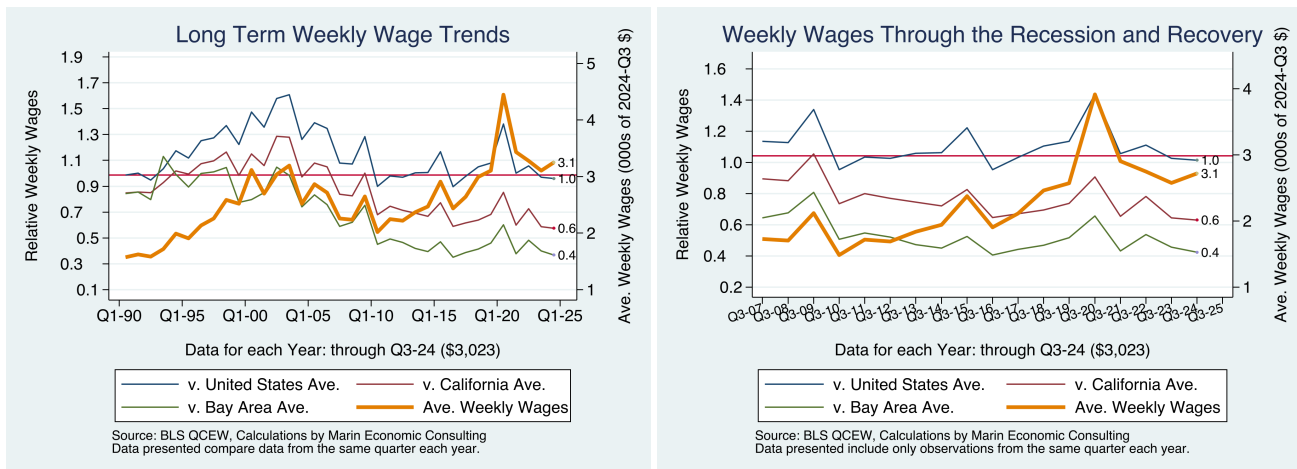 Long Term Weekly Wage Trends
Relative Weekly Wages
1.9
1.7
1.5
1.3
1.1
0.9
0.7
0.5
0.3
0.1
5
4
3
2
1
Ave. Weekly Wages (000s of 2024-Q3 $)
3.1
1.0
0.6
0.4
Q1-90
Q1-95
Q1-00
Q1-05
Q1-10
Q1-15
Q1-20
Q1-25
Data for each Year: through Q3-24 ($3,023)
v. United States Ave.
v. California Ave.
v. Bay Area Ave.
Ave. Weekly Wages
Source: BLS QCEW, Calculations by Marin Economic Consulting
Data presented compare data from the same quarter each year.
Weekly Wages Through the Recession and Recovery
Relative Weekly Wages
1.6
1.4
1.2
1.0
0.8
0.6
0.4
0.2
4
3
2
1
Ave. Weekly Wages (000s of 2024-Q3 $)
1.0
3.1
0.6
0.4
Q3-07
Q3-08
Q3-09
Q3-10
Q3-11
Q3-12
Q3-13
Q3-14
Q3-15
Q3-16
Q3-17
Q3-18
Q3-19
Q3-20
Q3-21
Q3-22
Q3-23
Q3-24
Q3-25
Data for each Year: through Q3-24 ($3,023)
v. United States Ave.
v. California Ave.
v. Bay Area Ave.
Ave. Weekly Wages
Source: BLS QCEW, Calculations by Marin Economic Consulting
Data presented include only observations from the same quarter each year.